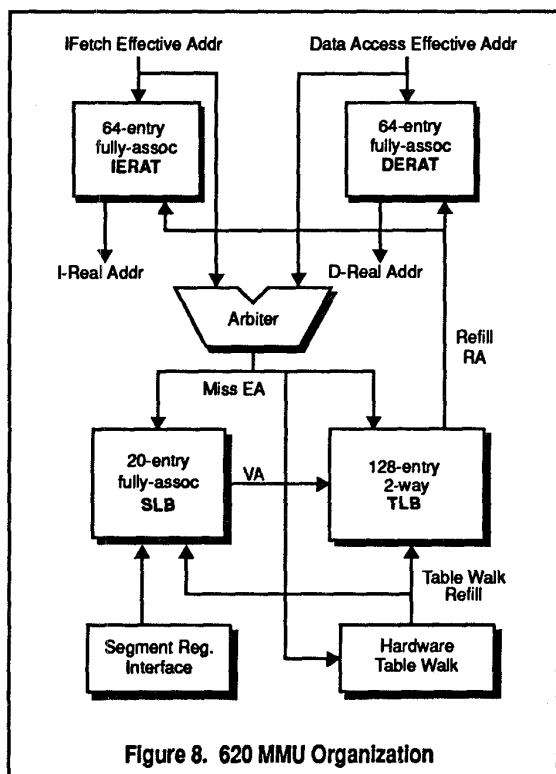 IFetch Effective Addr
Data Access Effective Addr
64-entry
fully-assoc
IERAT
64-entry
fully-assoc
DERAT
I-Real Addr
D-Real Addr
Arbiter
Refill
RA
Miss EA
20-entry
fully-assoc
SLB
VA
128-entry
2-way
TLB
Table Walk
Refill
Segment Reg.
Interface
Hardware
Table Walk
Figure 8. 620 MMU Organization